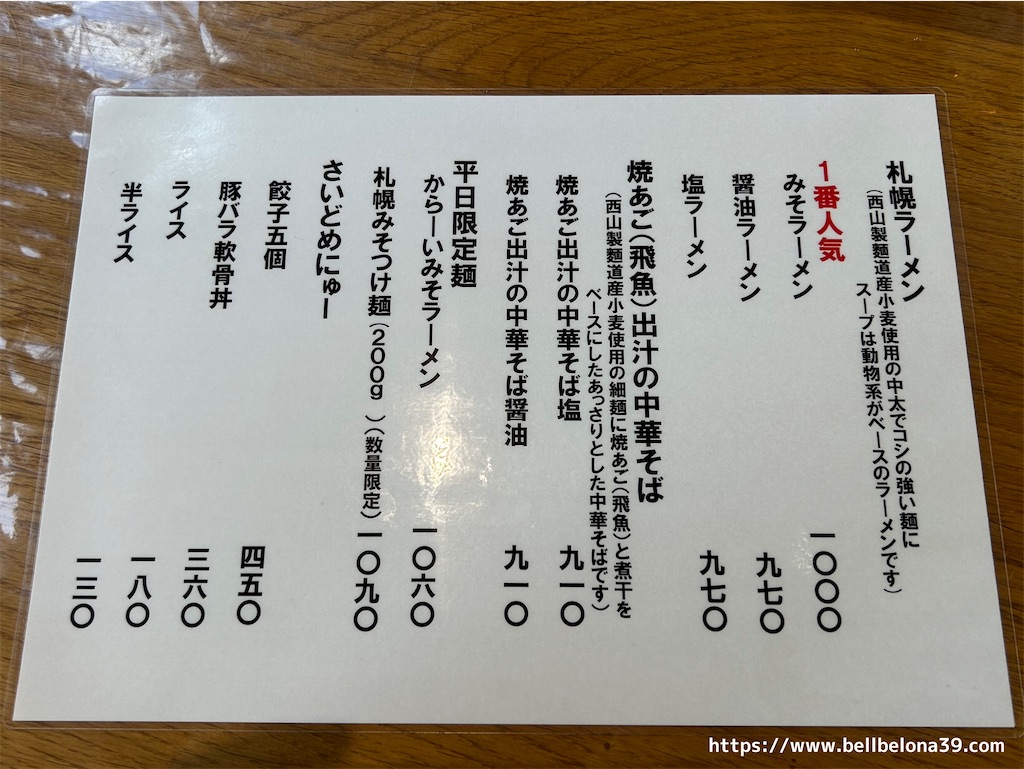 札幌ラーメン
（西山製麺道産小麦使用の中太でコシの強い麺に
スープは動物系がベースのラーメンです）
1番人気
みそラーメン 一〇〇〇
醤油ラーメン 九七〇
塩ラーメン 九七〇
焼あご（飛魚）出汁の中華そば
（西山製麺道産小麦使用の細麺に焼あご（飛魚）と煮干を
ベースにしたあっさりとした中華そばです）
焼あご出汁の中華そば塩 九一〇
焼あご出汁の中華そば醤油 九一〇
平日限定麺
からーいみそラーメン 一〇六〇
札幌みそつけ麺（200g ）（数量限定） 一〇九〇
さいどめにゅー
餃子五個 四五〇
豚バラ軟骨丼 三六〇
ライス 一八〇
半ライス 一三〇
https://www.bellbelona39.com